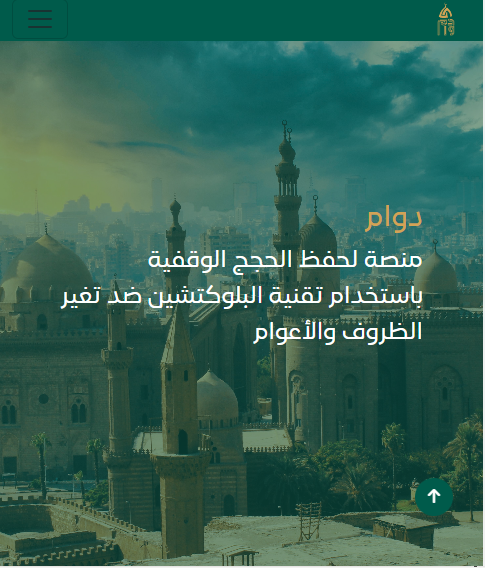 دوام
منصة لحفظ الحجج الوقفية
باستخدام تقنية البلوكتشين ضد تغير
الظروف والأعوام